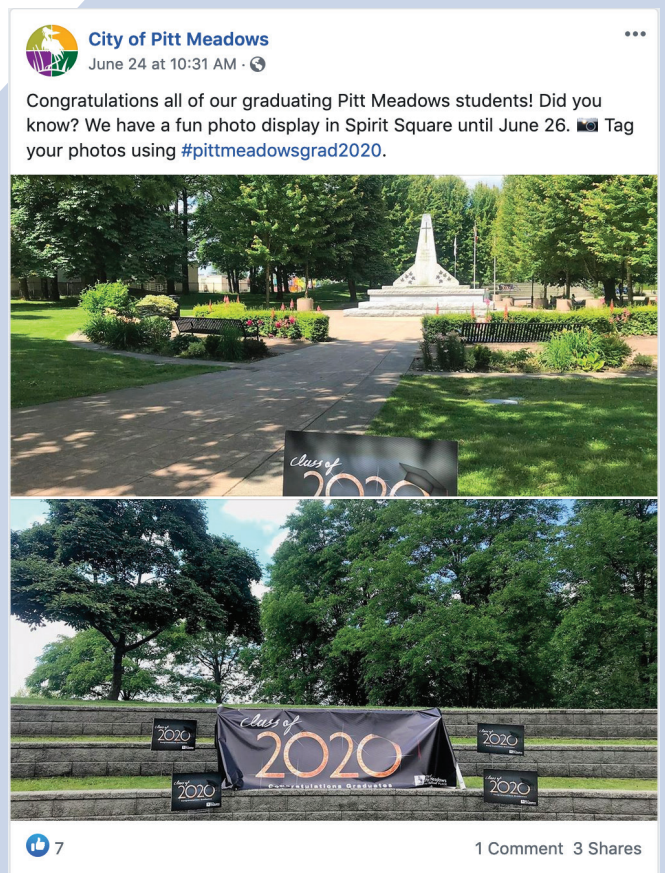 City of Pitt Meadows
June 24 at 10:31 AM ·
Congratulations all of our graduating Pitt Meadows students! Did you
know? We have a fun photo display in Spirit Square until June 26. 📷 Tag
your photos using #pittmeadowsgrad2020.
class of
2020
class of
2020
Congratulations Graduates
class of
2020
class of
2020
class of
2020
class of
2020
7
1 Comment 3 Shares